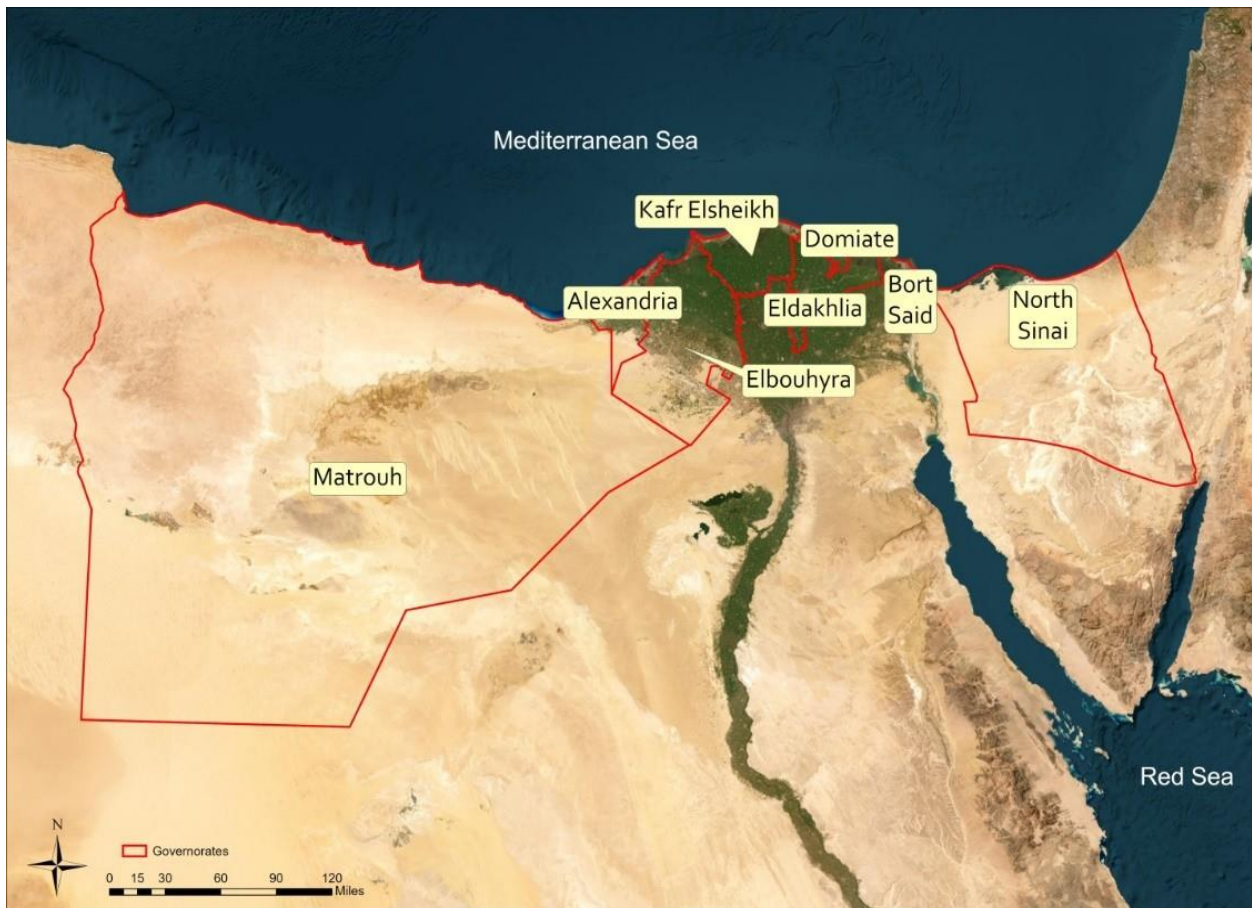 Mediterranean Sea
Kafr Elsheikh
Domiate
Alexandria
Eldakhlia
Bort
Said
North
Sinai
Elbouhyra
Matrouh
Red Sea
N
Governorates
0 15 30 60 90 120
Miles